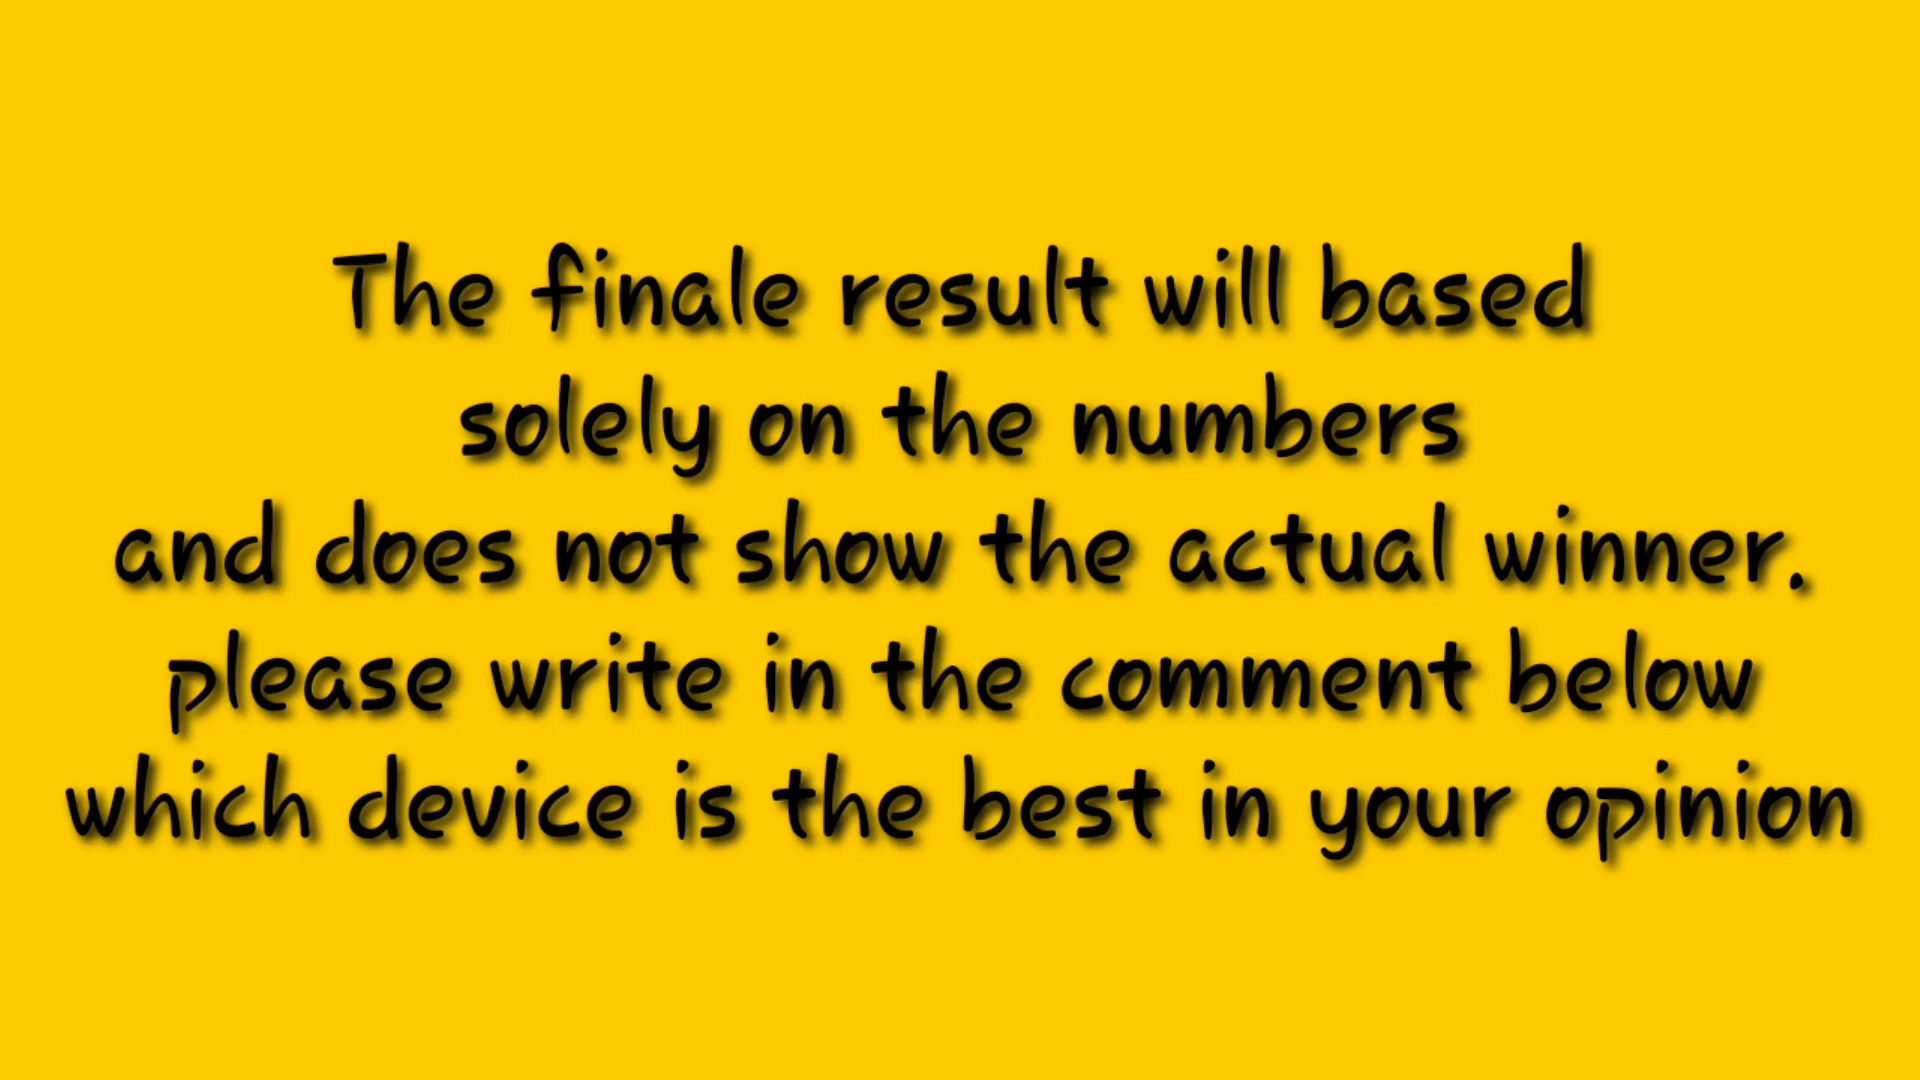 The finale result will based
solely on the numbers
and does not show the actual winner.
please write in the comment below
which device is the best in your opinion